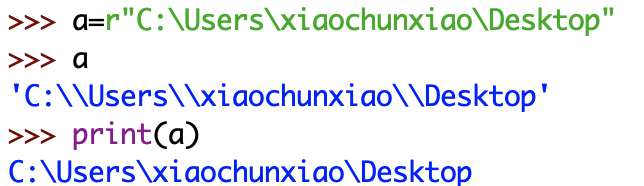 >>> a=r"C:\Users\xiaochunxiao\Desktop"
>>> a
'C:\\Users\\xiaochunxiao\\Desktop'
>>> print(a)
C:\Users\xiaochunxiao\Desktop